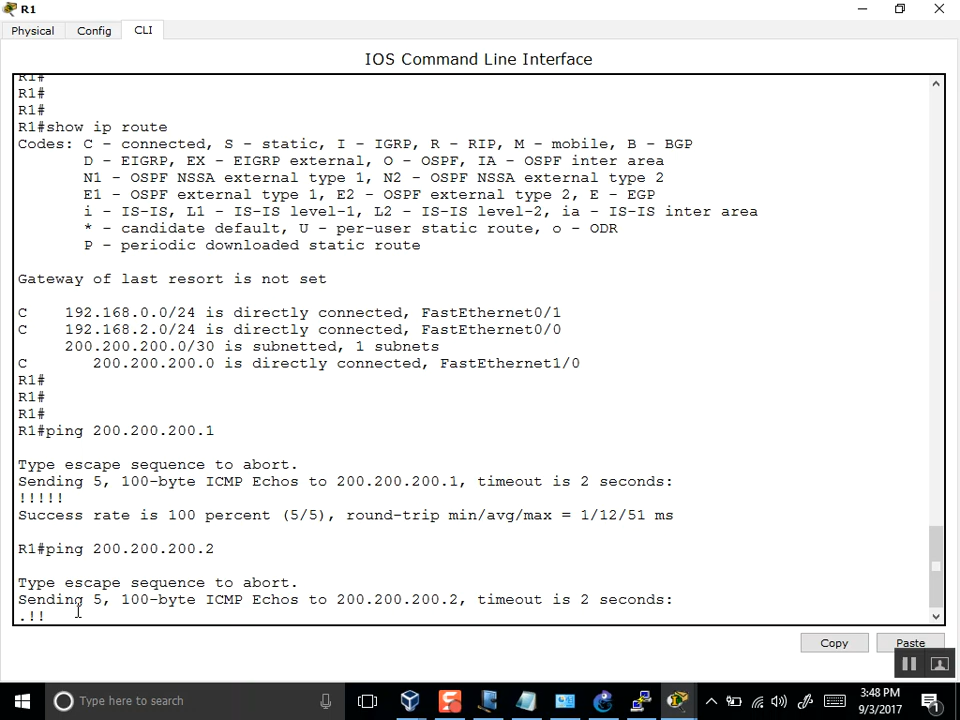 R1
Physical Config CLI
IOS Command Line Interface
R1#
R1#
R1#
R1#show ip route
Codes: C - connected, S - static, I - IGRP, R - RIP, M - mobile, B - BGP
D - EIGRP, EX - EIGRP external, O - OSPF, IA - OSPF inter area
N1 - OSPF NSSA external type 1, N2 - OSPF NSSA external type 2
E1 - OSPF external type 1, E2 - OSPF external type 2, E - EGP
i - IS-IS, L1 - IS-IS level-1, L2 - IS-IS level-2, ia - IS-IS inter area
* - candidate default, U - per-user static route, o - ODR
P - periodic downloaded static route
Gateway of last resort is not set
C 192.168.0.0/24 is directly connected, FastEthernet0/1
C 192.168.2.0/24 is directly connected, FastEthernet0/0
200.200.200.0/30 is subnetted, 1 subnets
C 200.200.200.0 is directly connected, FastEthernet1/0
R1#
R1#
R1#
R1#ping 200.200.200.1
Type escape sequence to abort.
Sending 5, 100-byte ICMP Echos to 200.200.200.1, timeout is 2 seconds:
!!!!!
Success rate is 100 percent (5/5), round-trip min/avg/max = 1/12/51 ms
R1#ping 200.200.200.2
Type escape sequence to abort.
Sending 5, 100-byte ICMP Echos to 200.200.200.2, timeout is 2 seconds:
.!!
Copy Paste
Type here to search
3:48 PM
9/3/2017
1